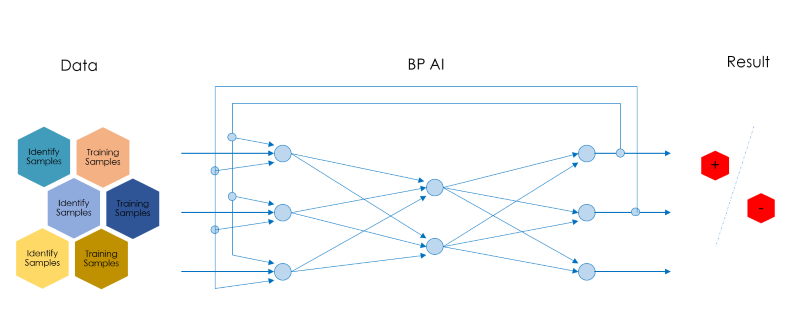 Data
BP AI
Result
Identify
Samples
Training
Samples
Identify
Samples
Training
Samples
Identify
Samples
Training
Samples
+
-